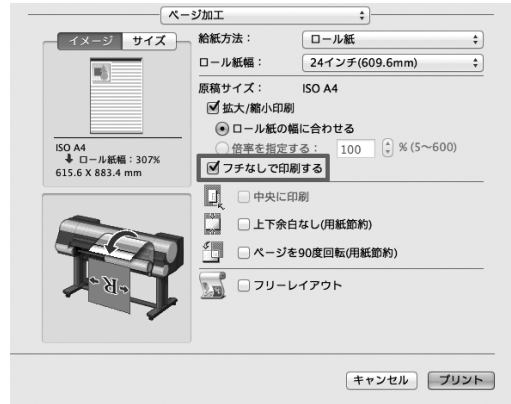 ページ加工
イメージ サイズ
給紙方法： ロール紙
ロール紙幅： 24インチ(609.6mm)
原稿サイズ： ISO A4
拡大/縮小印刷
ロール紙の幅に合わせる
倍率を指定する： 100 % (5〜600)
フチなしで印刷する
ISO A4
ロール紙幅：307%
615.6 X 883.4 mm
中央に印刷
上下余白なし(用紙節約)
ページを90度回転(用紙節約)
フリーレイアウト
R
キャンセル プリント